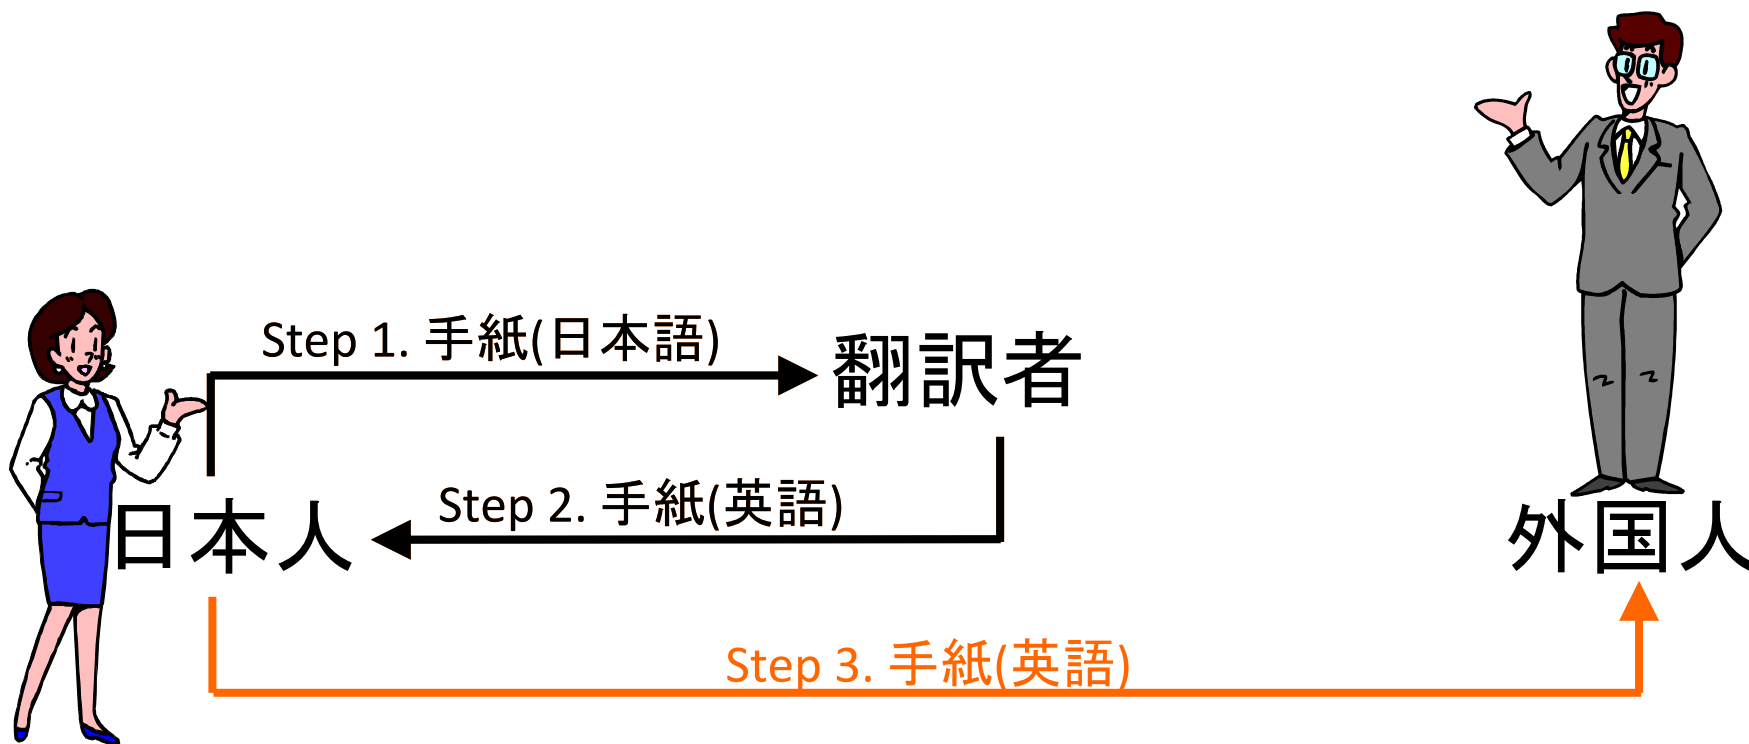 Step 1. 手紙(日本語)
翻訳者
Step 2. 手紙(英語)
日本人
外国人
Step 3. 手紙(英語)